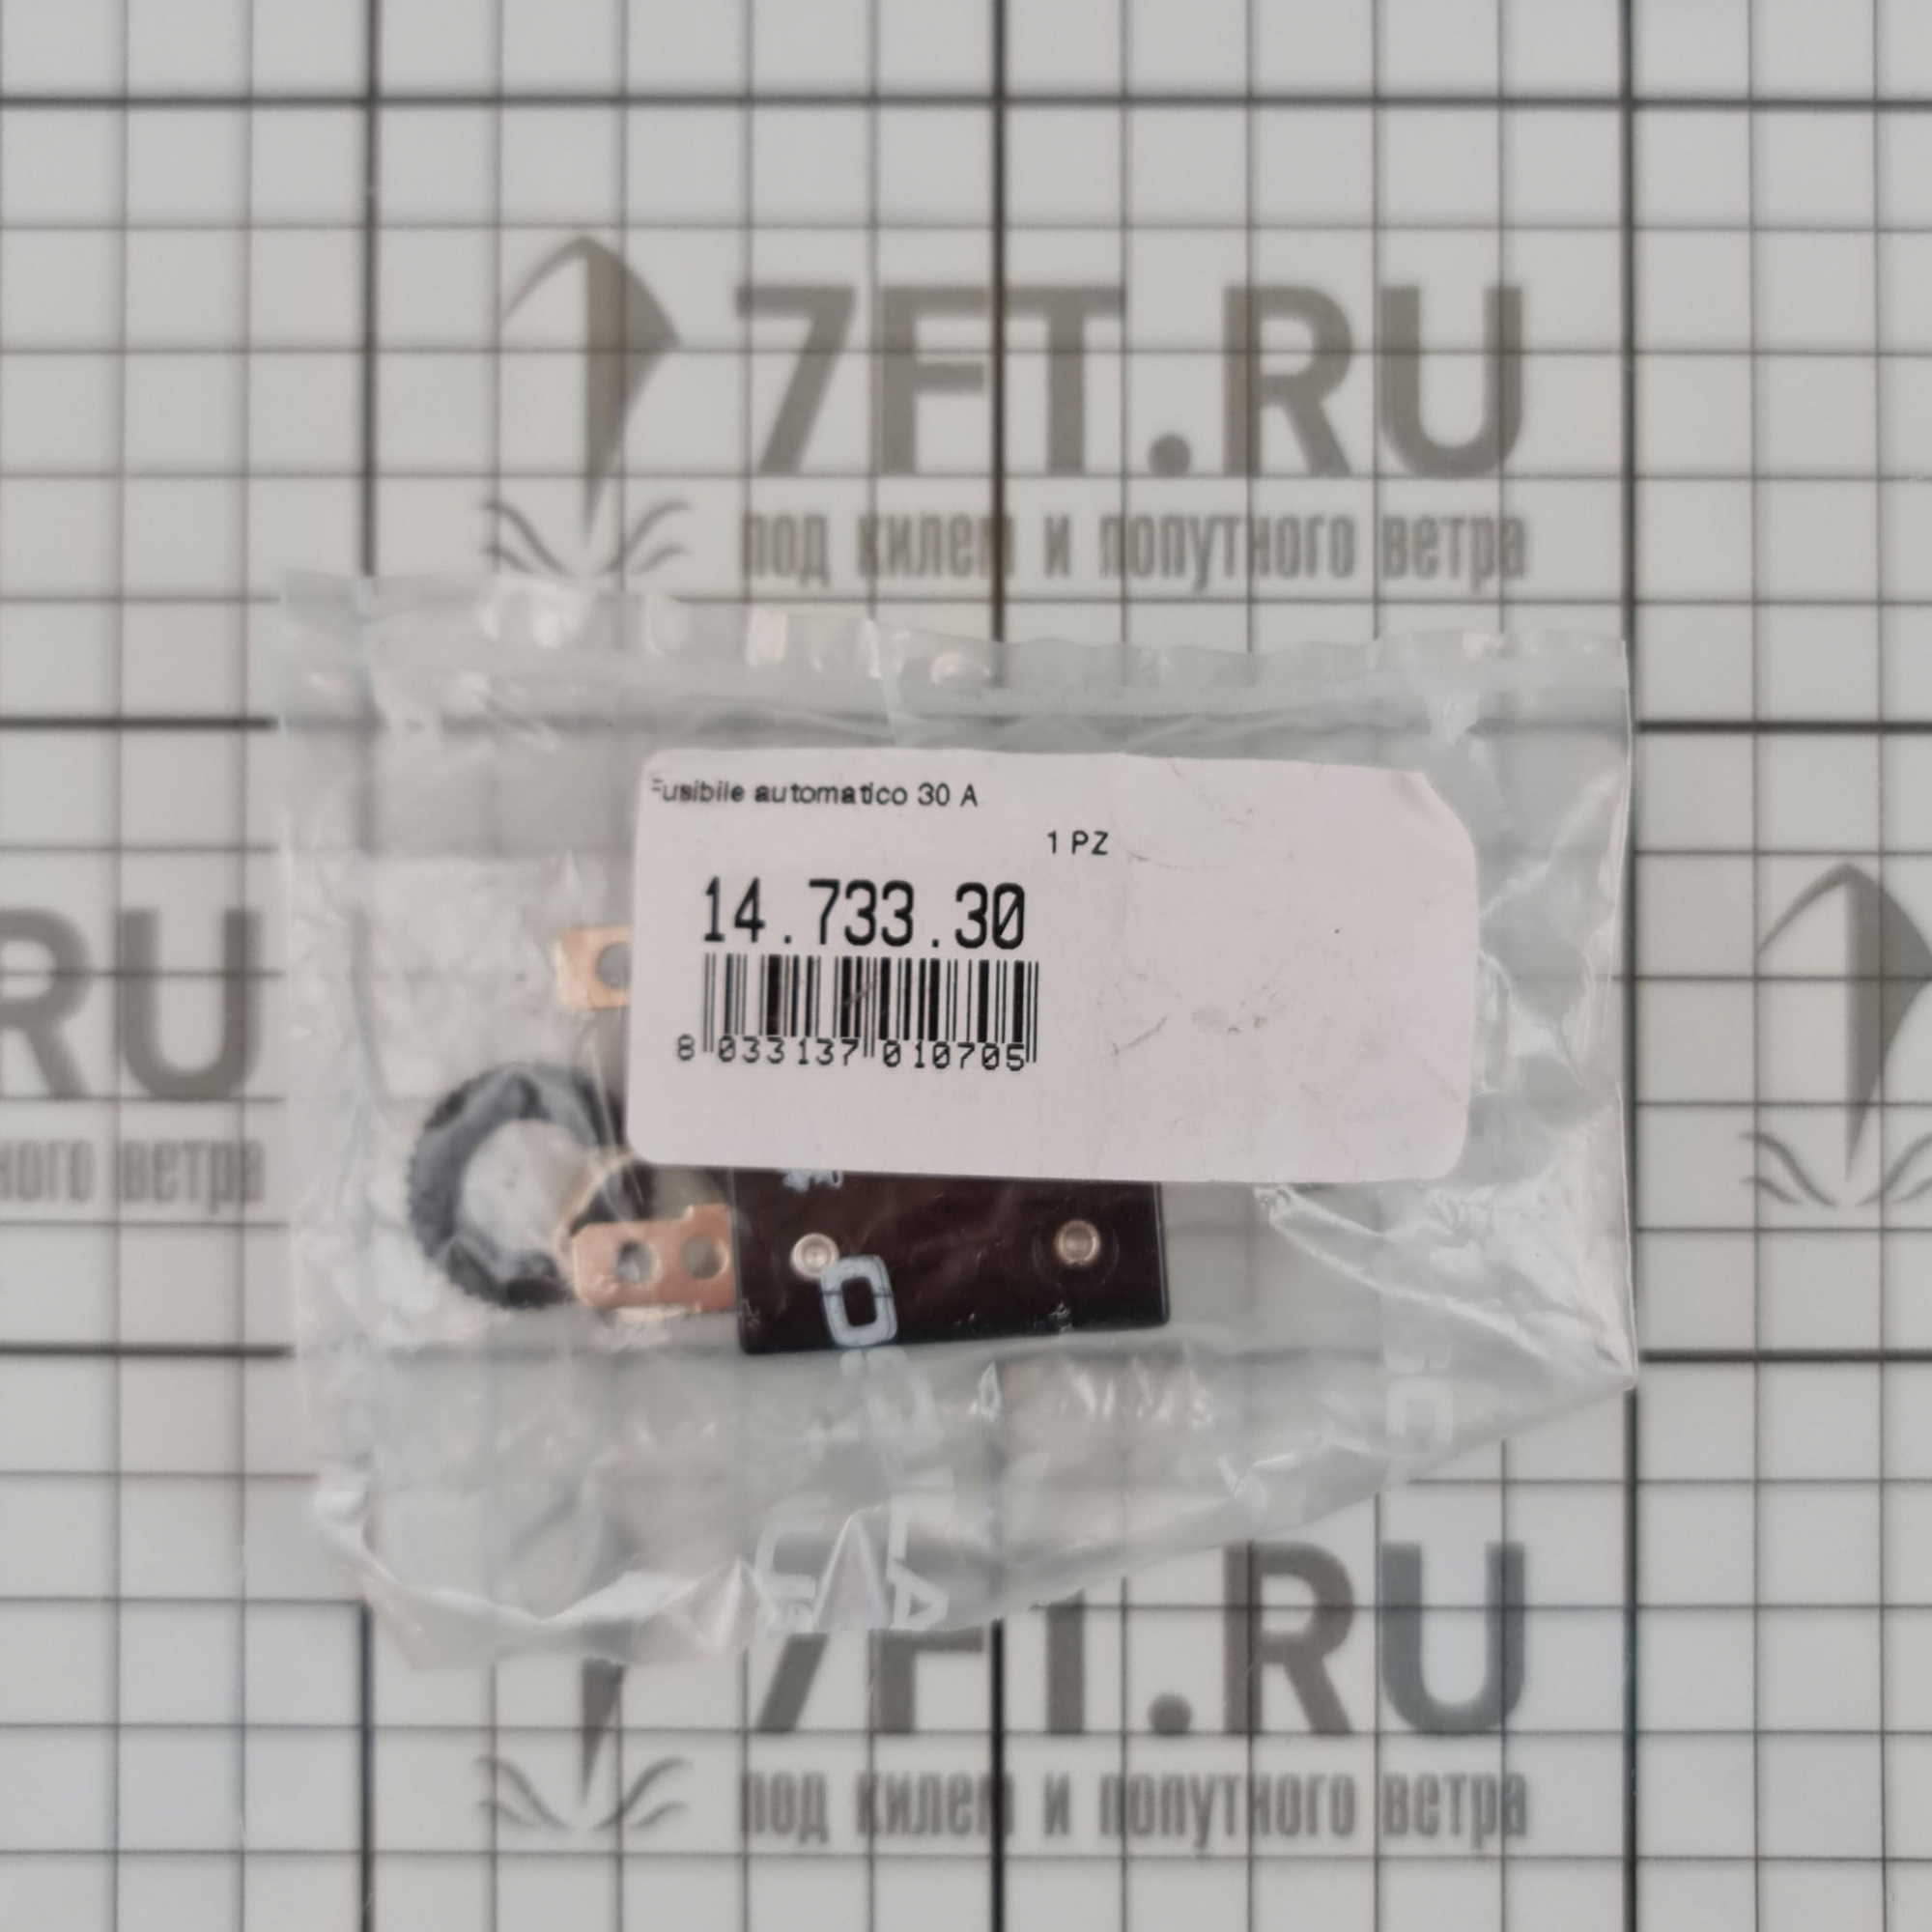 7FT.RU
под килем и попутного ветра
Fusibile automatico 30 A
1 PZ
14.733.30
8 033137 010705
RU
ного ветра
7FT.RU
под килем и попутного ветра